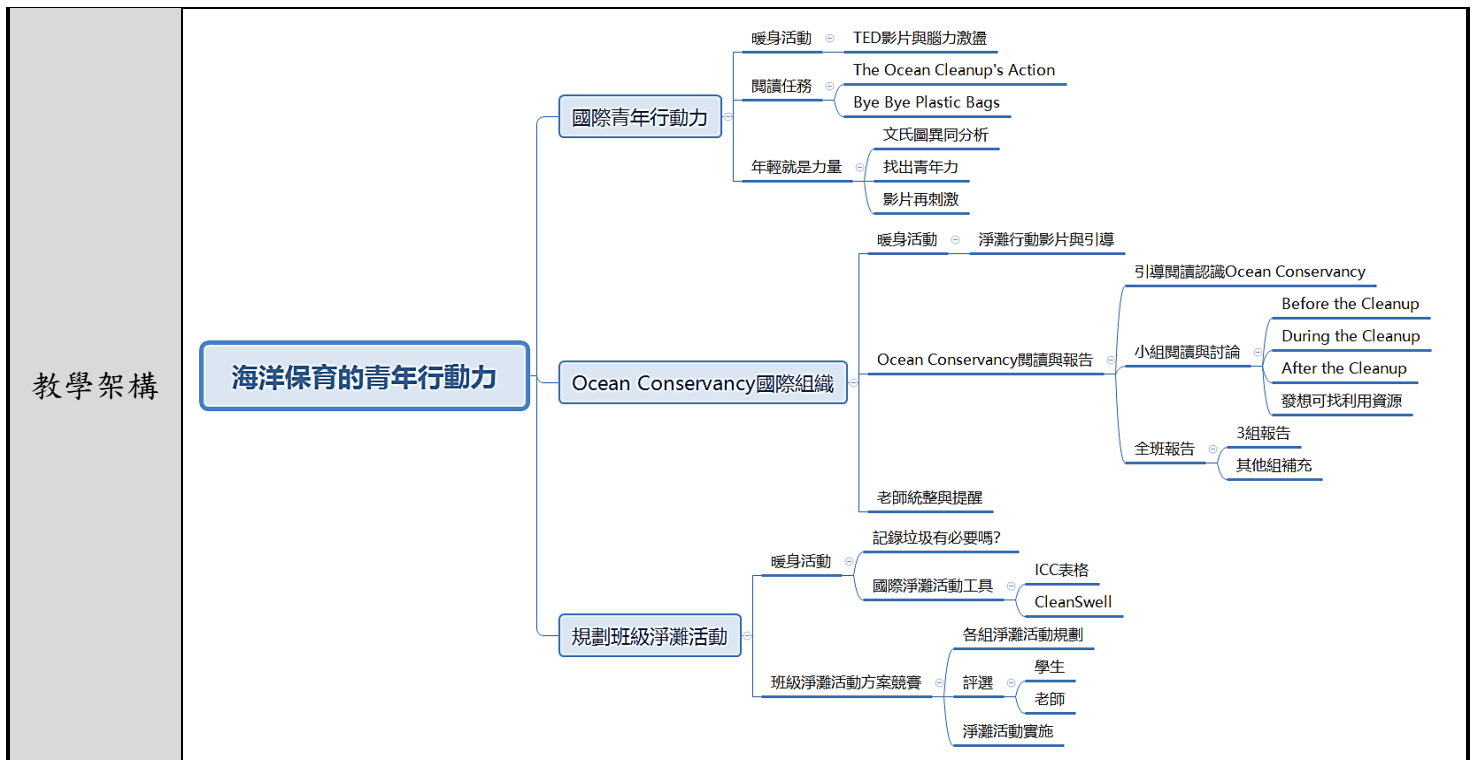 教學架構
海洋保育的青年行動力
國際青年行動力
暖身活動
TED影片與腦力激盪
閱讀任務
The Ocean Cleanup's Action
Bye Bye Plastic Bags
年輕就是力量
文氏圖異同分析
找出青年力
影片再刺激
Ocean Conservancy國際組織
暖身活動
淨灘行動影片與引導
Ocean Conservancy閱讀與報告
引導閱讀認識Ocean Conservancy
小組閱讀與討論
Before the Cleanup
During the Cleanup
After the Cleanup
發想可找利用資源
全班報告
3組報告
其他組補充
老師統整與提醒
規劃班級淨灘活動
暖身活動
記錄垃圾有必要嗎?
國際淨灘活動工具
ICC表格
CleanSwell
班級淨灘活動方案競賽
各組淨灘活動規劃
評選
學生
老師
淨灘活動實施